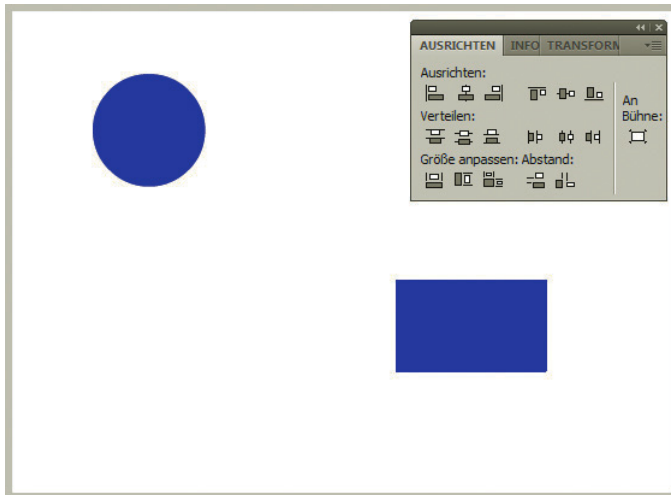 AUSRICHTEN INFO TRANSFORM
Ausrichten:
An
Bühne:
Verteilen:
Größe anpassen: Abstand: